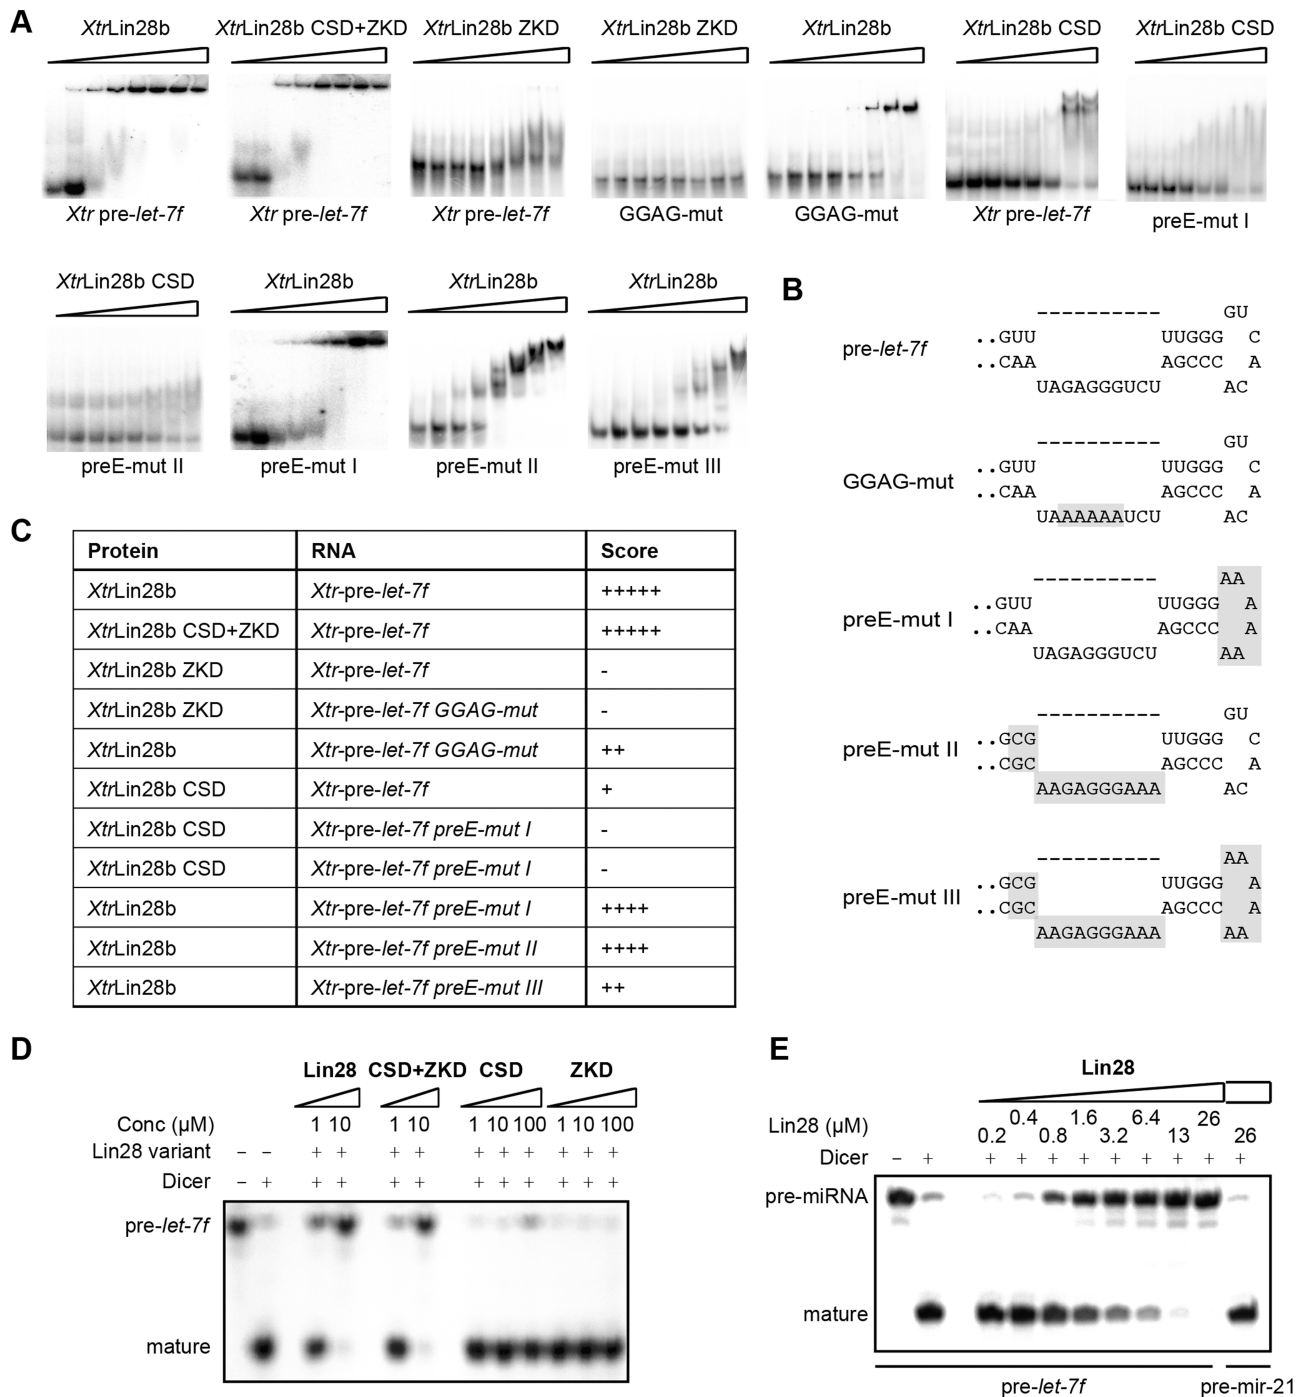 A
XtrLin28b XtrLin28b CSD+ZKD XtrLin28b ZKD XtrLin28b ZKD XtrLin28b XtrLin28b CSD XtrLin28b CSD
Xtr pre-let-7f Xtr pre-let-7f Xtr pre-let-7f GGAG-mut GGAG-mut Xtr pre-let-7f preE-mut I
XtrLin28b CSD XtrLin28b XtrLin28b XtrLin28b
preE-mut II preE-mut I preE-mut II preE-mut III
B
---------- GU
pre-let-7f
..GUU UUGGG C
..CAA AGCCC A
UAGAGGGUCU AC
---------- GU
GGAG-mut
..GUU UUGGG C
..CAA AGCCC A
UAAAAAAUCU AC
---------- AA
preE-mut I
..GUU UUGGG A
..CAA AGCCC A
UAGAGGGUCU AA
---------- GU
preE-mut II
..GCG UUGGG C
..CGC AGCCC A
AAGAGGGAAA AC
---------- AA
preE-mut III
..GCG UUGGG A
..CGC AGCCC A
AAGAGGGAAA AA
C
Protein RNA Score
XtrLin28b Xtr-pre-let-7f +++++
XtrLin28b CSD+ZKD Xtr-pre-let-7f +++++
XtrLin28b ZKD Xtr-pre-let-7f -
XtrLin28b ZKD Xtr-pre-let-7f GGAG-mut -
XtrLin28b Xtr-pre-let-7f GGAG-mut ++
XtrLin28b CSD Xtr-pre-let-7f +
XtrLin28b CSD Xtr-pre-let-7f preE-mut I -
XtrLin28b CSD Xtr-pre-let-7f preE-mut I -
XtrLin28b Xtr-pre-let-7f preE-mut I ++++
XtrLin28b Xtr-pre-let-7f preE-mut II ++++
XtrLin28b Xtr-pre-let-7f preE-mut III ++
D
Lin28 CSD+ZKD CSD ZKD
Conc (µM) 1 10 1 10 1 10 100 1 10 100
Lin28 variant – – + + + + + + + + + +
Dicer – + + + + + + + + + + +
pre-let-7f
mature
E
Lin28
Lin28 (µM) 0.2 0.4 0.8 1.6 3.2 6.4 13 26 26
Dicer – + + + + + + + + + +
pre-miRNA
mature
pre-let-7f pre-mir-21